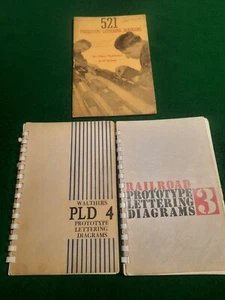 521
PROTOTYPE LETTERING DIAGRAMS
WALTHERS
PLD 4
PROTOTYPE
LETTERING
DIAGRAMS
RAILROAD
PROTOTYPE
LETTERING
DIAGRAMS 3